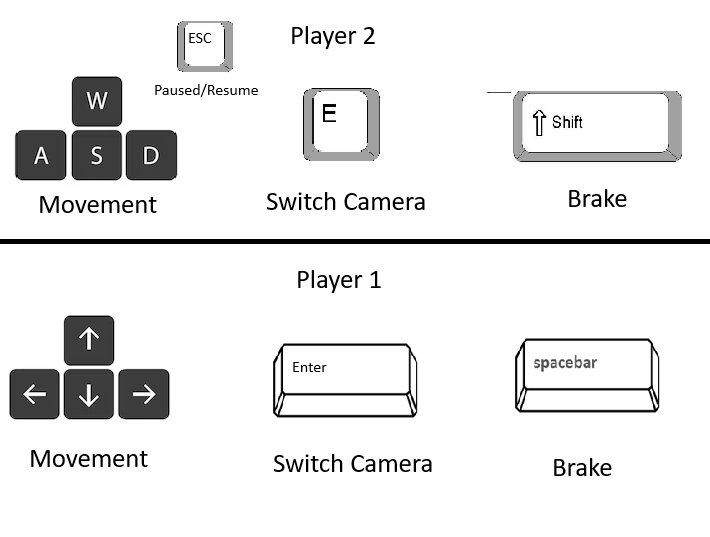 ESC
Player 2
Paused/Resume
W
E
⇧ Shift
A S D
Movement
Switch Camera
Brake
Player 1
↑
← ↓ →
Enter
spacebar
Movement
Switch Camera
Brake